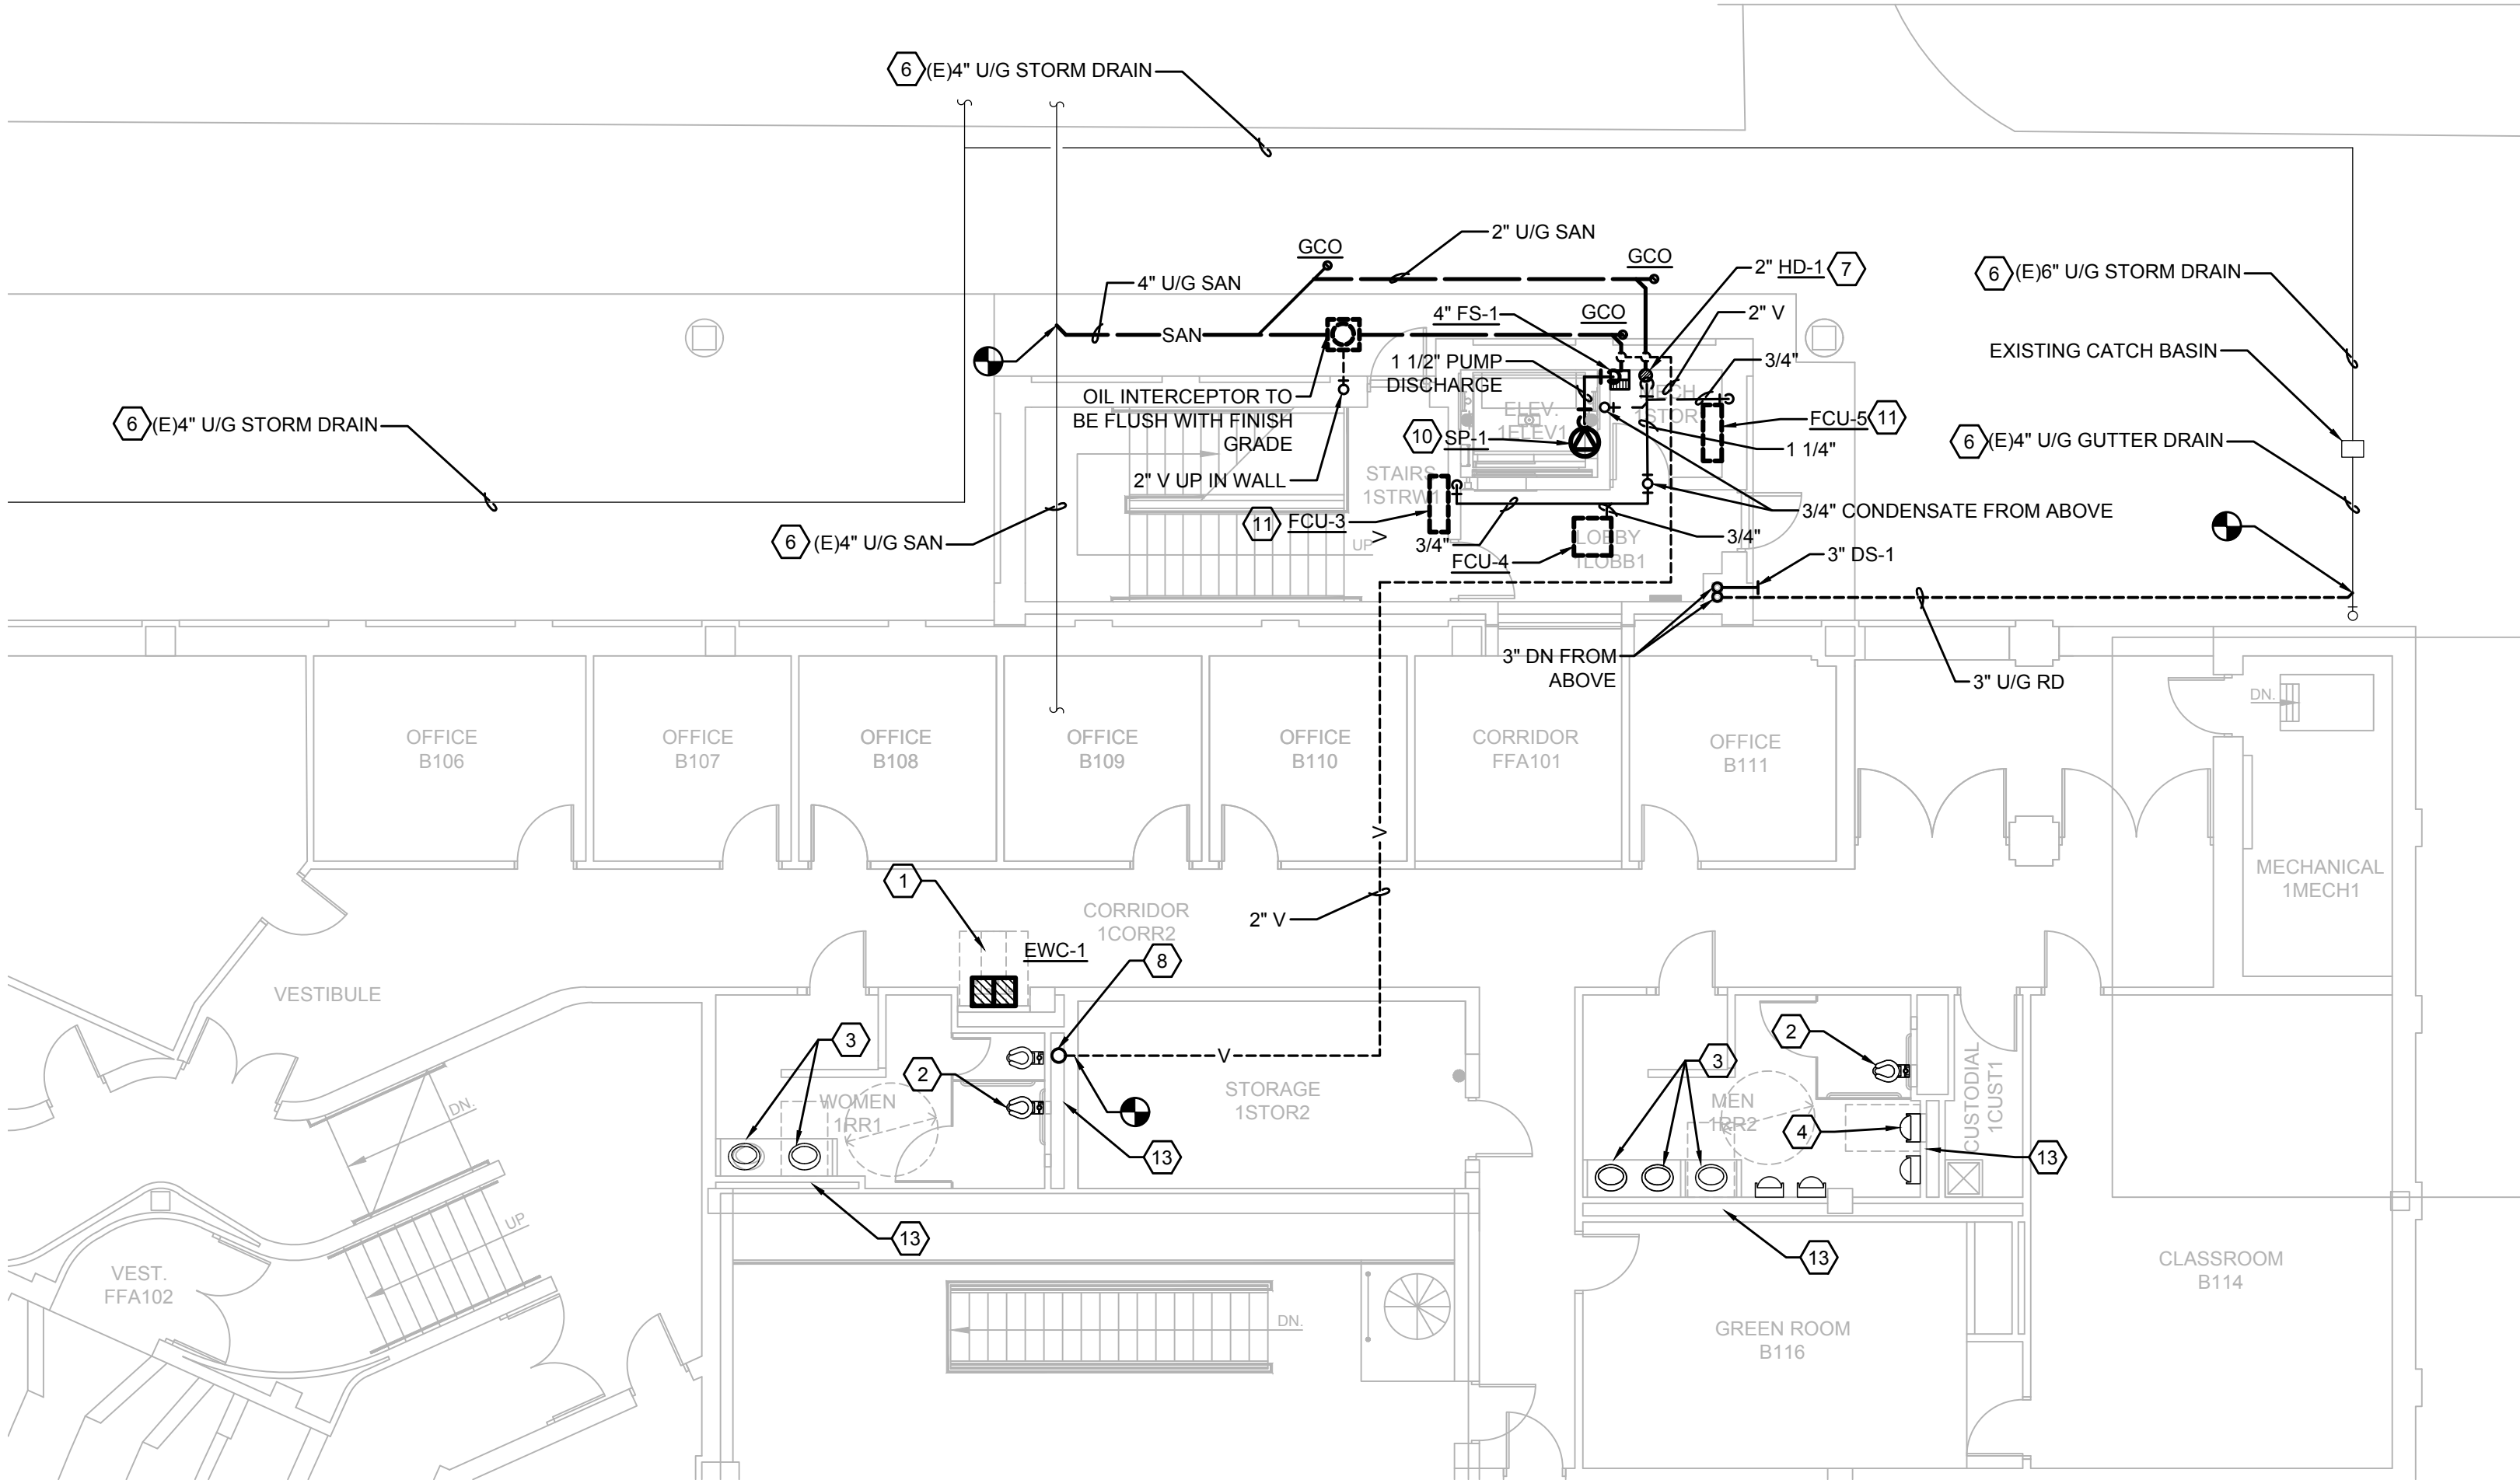 6 (E)4" U/G STORM DRAIN
GCO
2" U/G SAN
GCO
2" HD-1 7
6 (E)6" U/G STORM DRAIN
4" U/G SAN
SAN
4" FS-1
GCO
2" V
EXISTING CATCH BASIN
1 1/2" PUMP
DISCHARGE
3/4"
OIL INTERCEPTOR TO
BE FLUSH WITH FINISH
GRADE
ELEV.
1ELEV1
MECH
1STOR
FCU-5 11
6 (E)4" U/G STORM DRAIN
10 SP-1
1 1/4"
6 (E)4" U/G GUTTER DRAIN
2" V UP IN WALL
STAIRS
1STRW1
3/4" CONDENSATE FROM ABOVE
11 FCU-3
V
UP
3/4"
3/4"
6 (E)4" U/G SAN
FCU-4
LOBBY
1LOBB1
3" DS-1
3" DN FROM
ABOVE
3" U/G RD
DN.
OFFICE
B106
OFFICE
B107
OFFICE
B108
OFFICE
B109
OFFICE
B110
CORRIDOR
FFA101
OFFICE
B111
V
MECHANICAL
1MECH1
1
CORRIDOR
1CORR2
2" V
EWC-1
8
VESTIBULE
3
2
V
STORAGE
1STOR2
WOMEN
1RR1
13
13
3
2
MEN
1RR2
4
CUSTODIAL
1CUST1
13
13
DN.
UP
VEST.
FFA102
DN.
GREEN ROOM
B116
CLASSROOM
B114